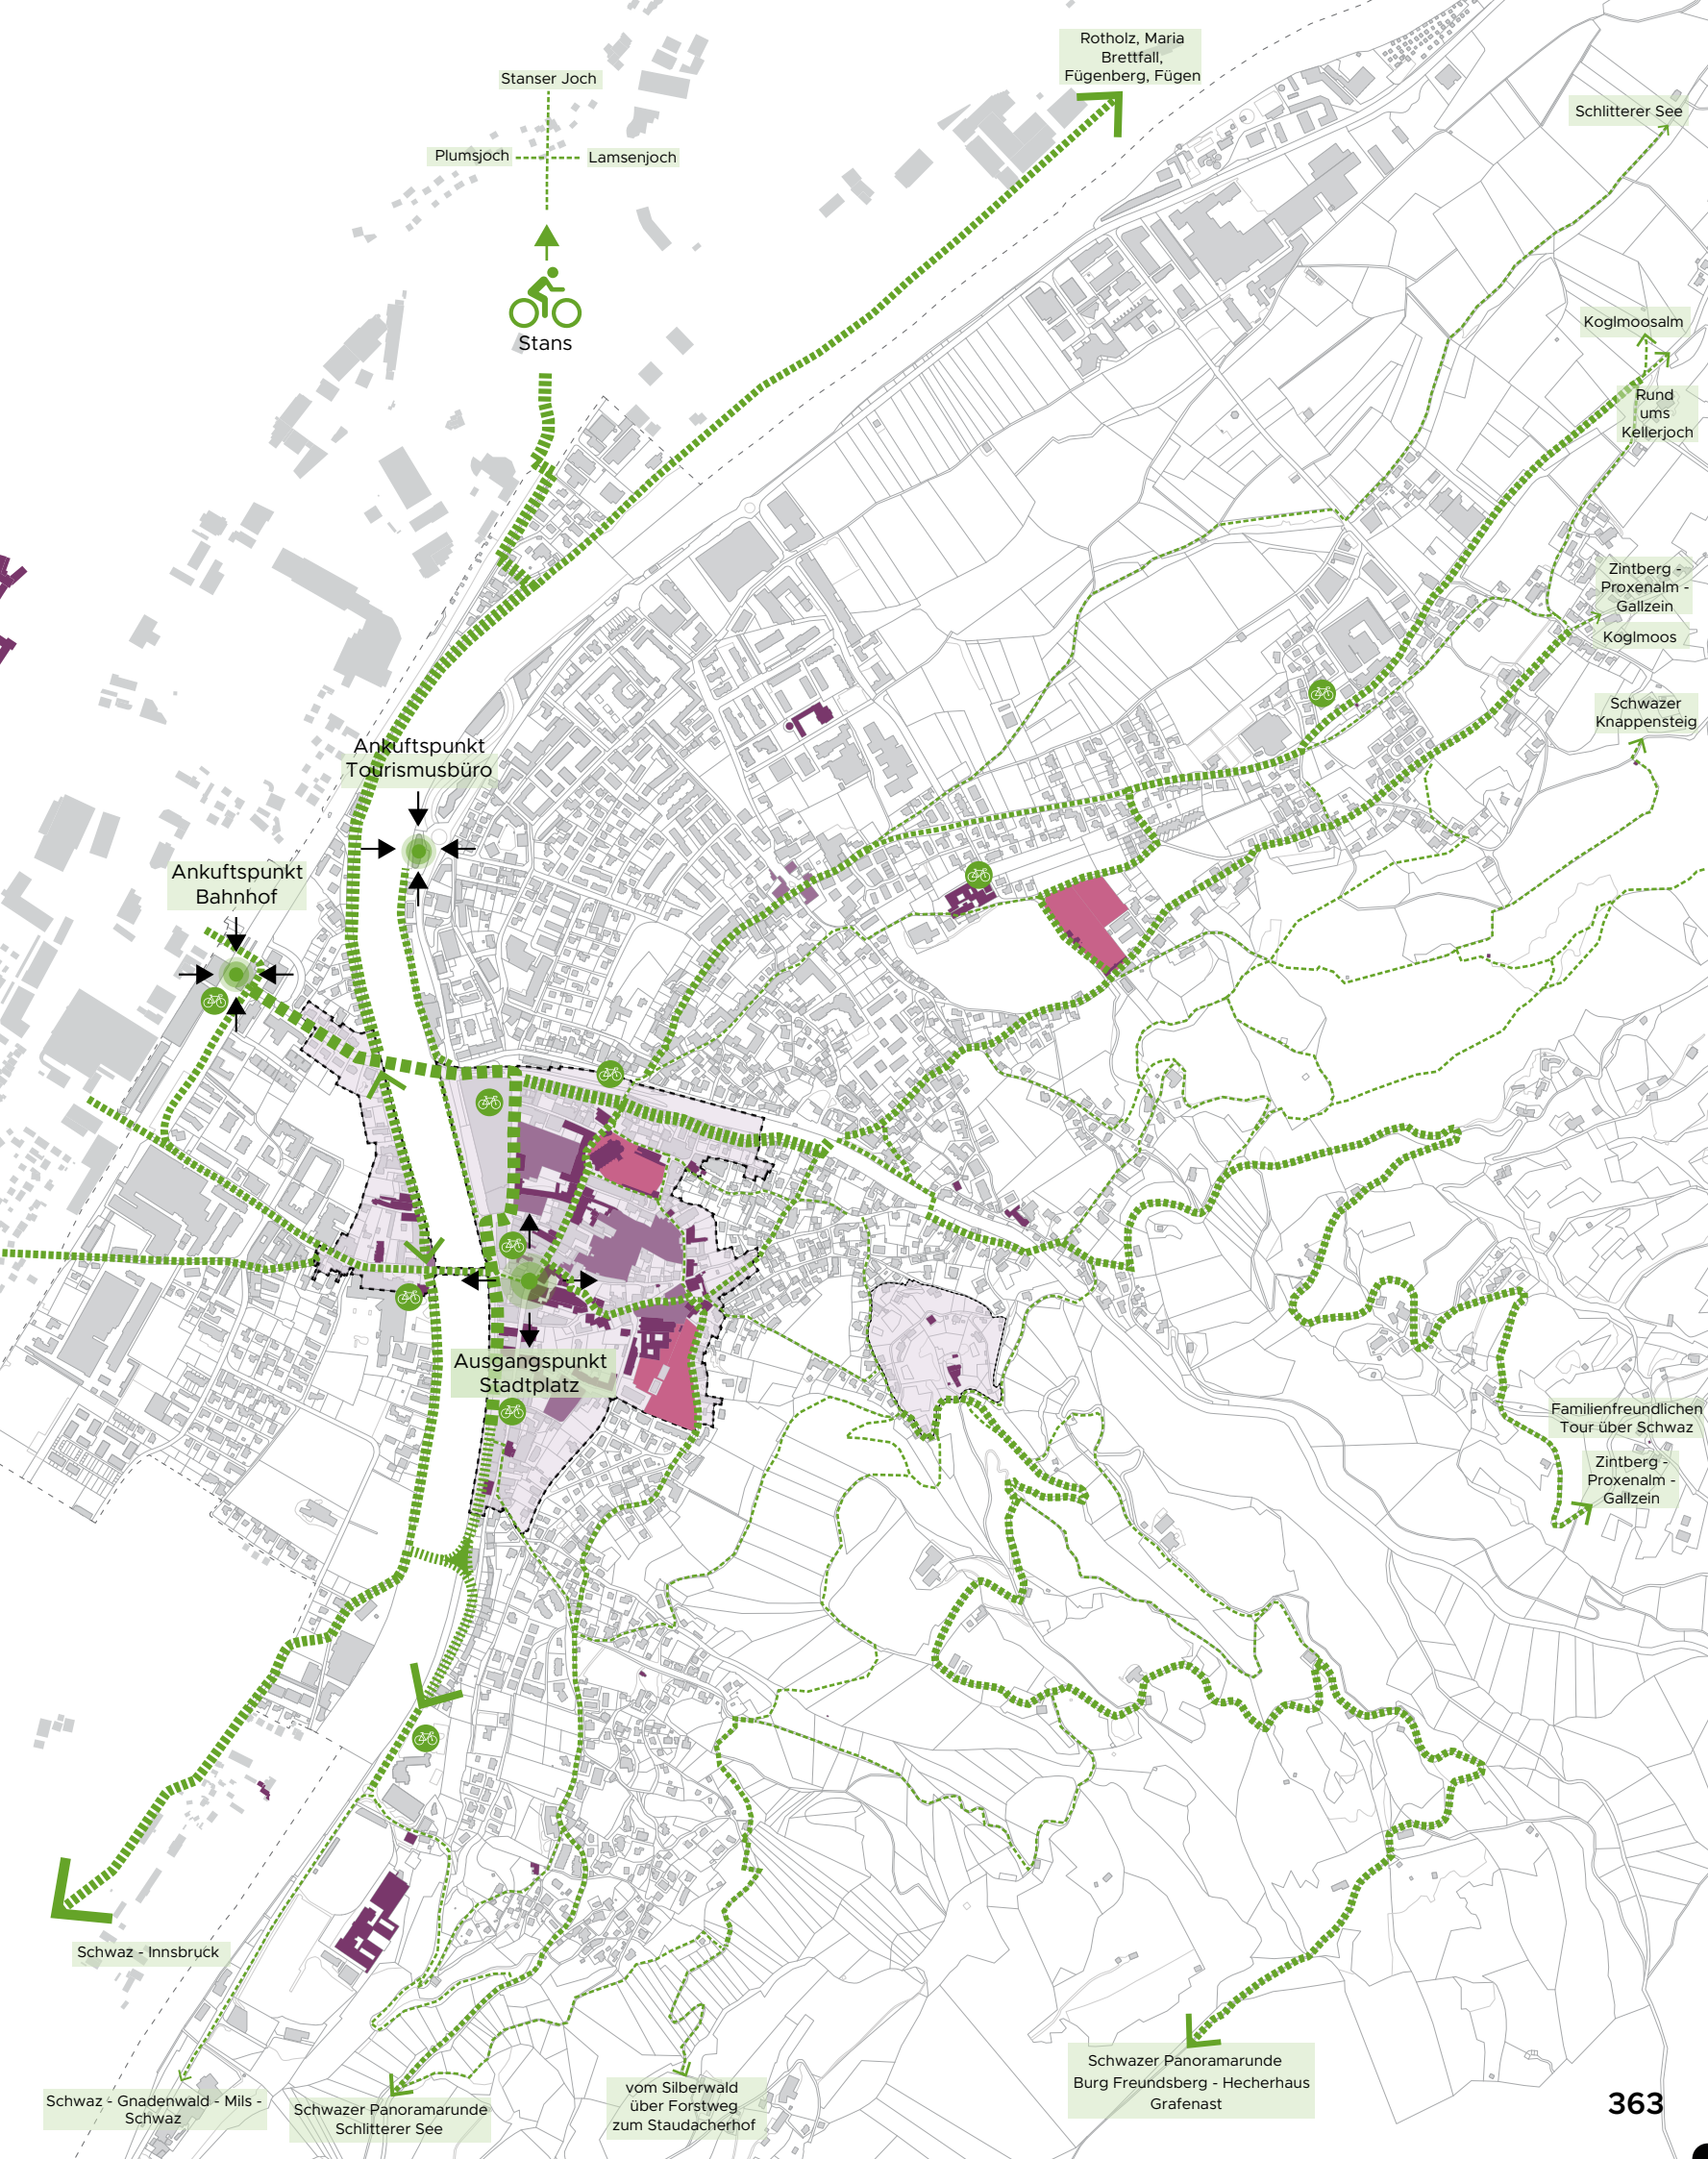 Rotholz, Maria
Brettfall,
Fügenberg, Fügen
Stanser Joch
Schlitterer See
Plumsjoch
Lamsenjoch
Stans
Koglmoosalm
Rund
ums
Kellerjoch
Zintberg -
Proxenalm -
Gallzein
Koglmoos
Schwazer
Knappensteig
Ankuftspunkt
Tourismusbüro
Ankuftspunkt
Bahnhof
Ausgangspunkt
Stadtplatz
Familienfreundlichen
Tour über Schwaz
Zintberg -
Proxenalm -
Gallzein
Schwaz - Innsbruck
Schwaz - Gnadenwald - Mils -
Schwaz
Schwazer Panoramarunde
Schlitterer See
vom Silberwald
über Forstweg
zum Staudacherhof
Schwazer Panoramarunde
Burg Freundsberg - Hecherhaus
Grafenast
363